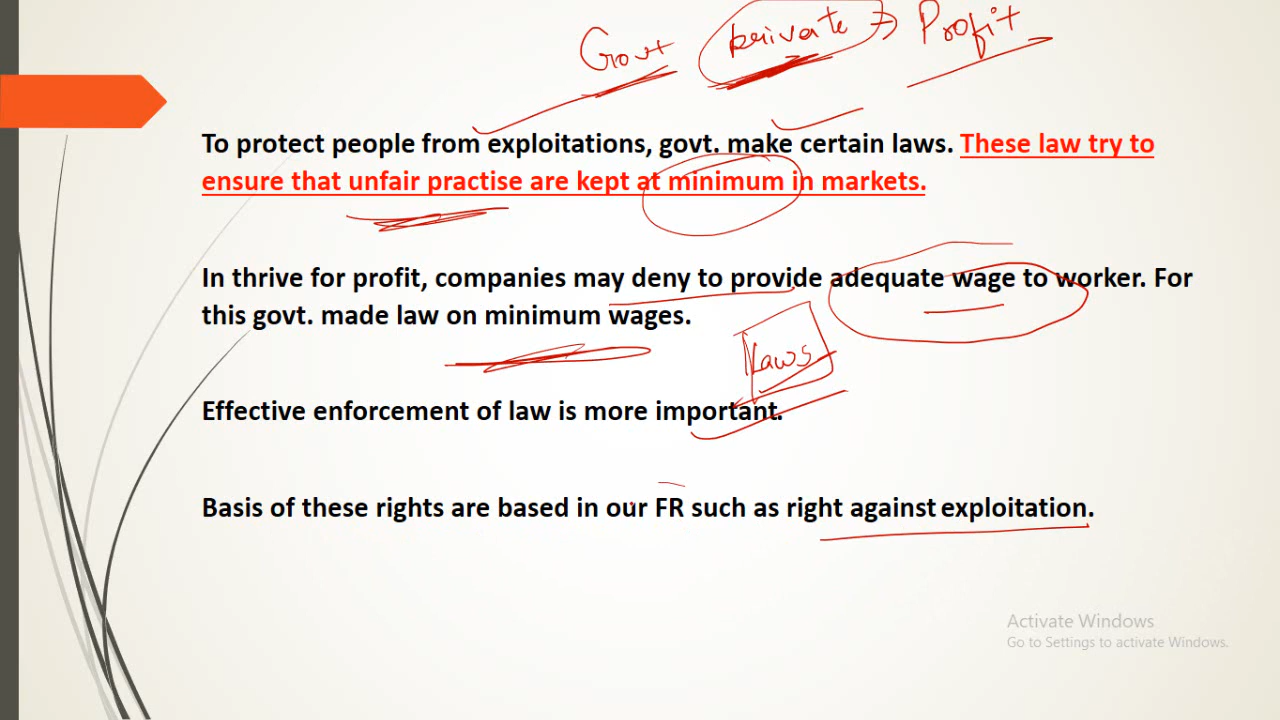 Govt private ⇒ Profit
To protect people from exploitations, govt. make certain laws. These law try to
ensure that unfair practise are kept at minimum in markets.
In thrive for profit, companies may deny to provide adequate wage to worker. For
this govt. made law on minimum wages.
Laws
Effective enforcement of law is more important.
Basis of these rights are based in our FR such as right against exploitation.
Activate Windows
Go to Settings to activate Windows.